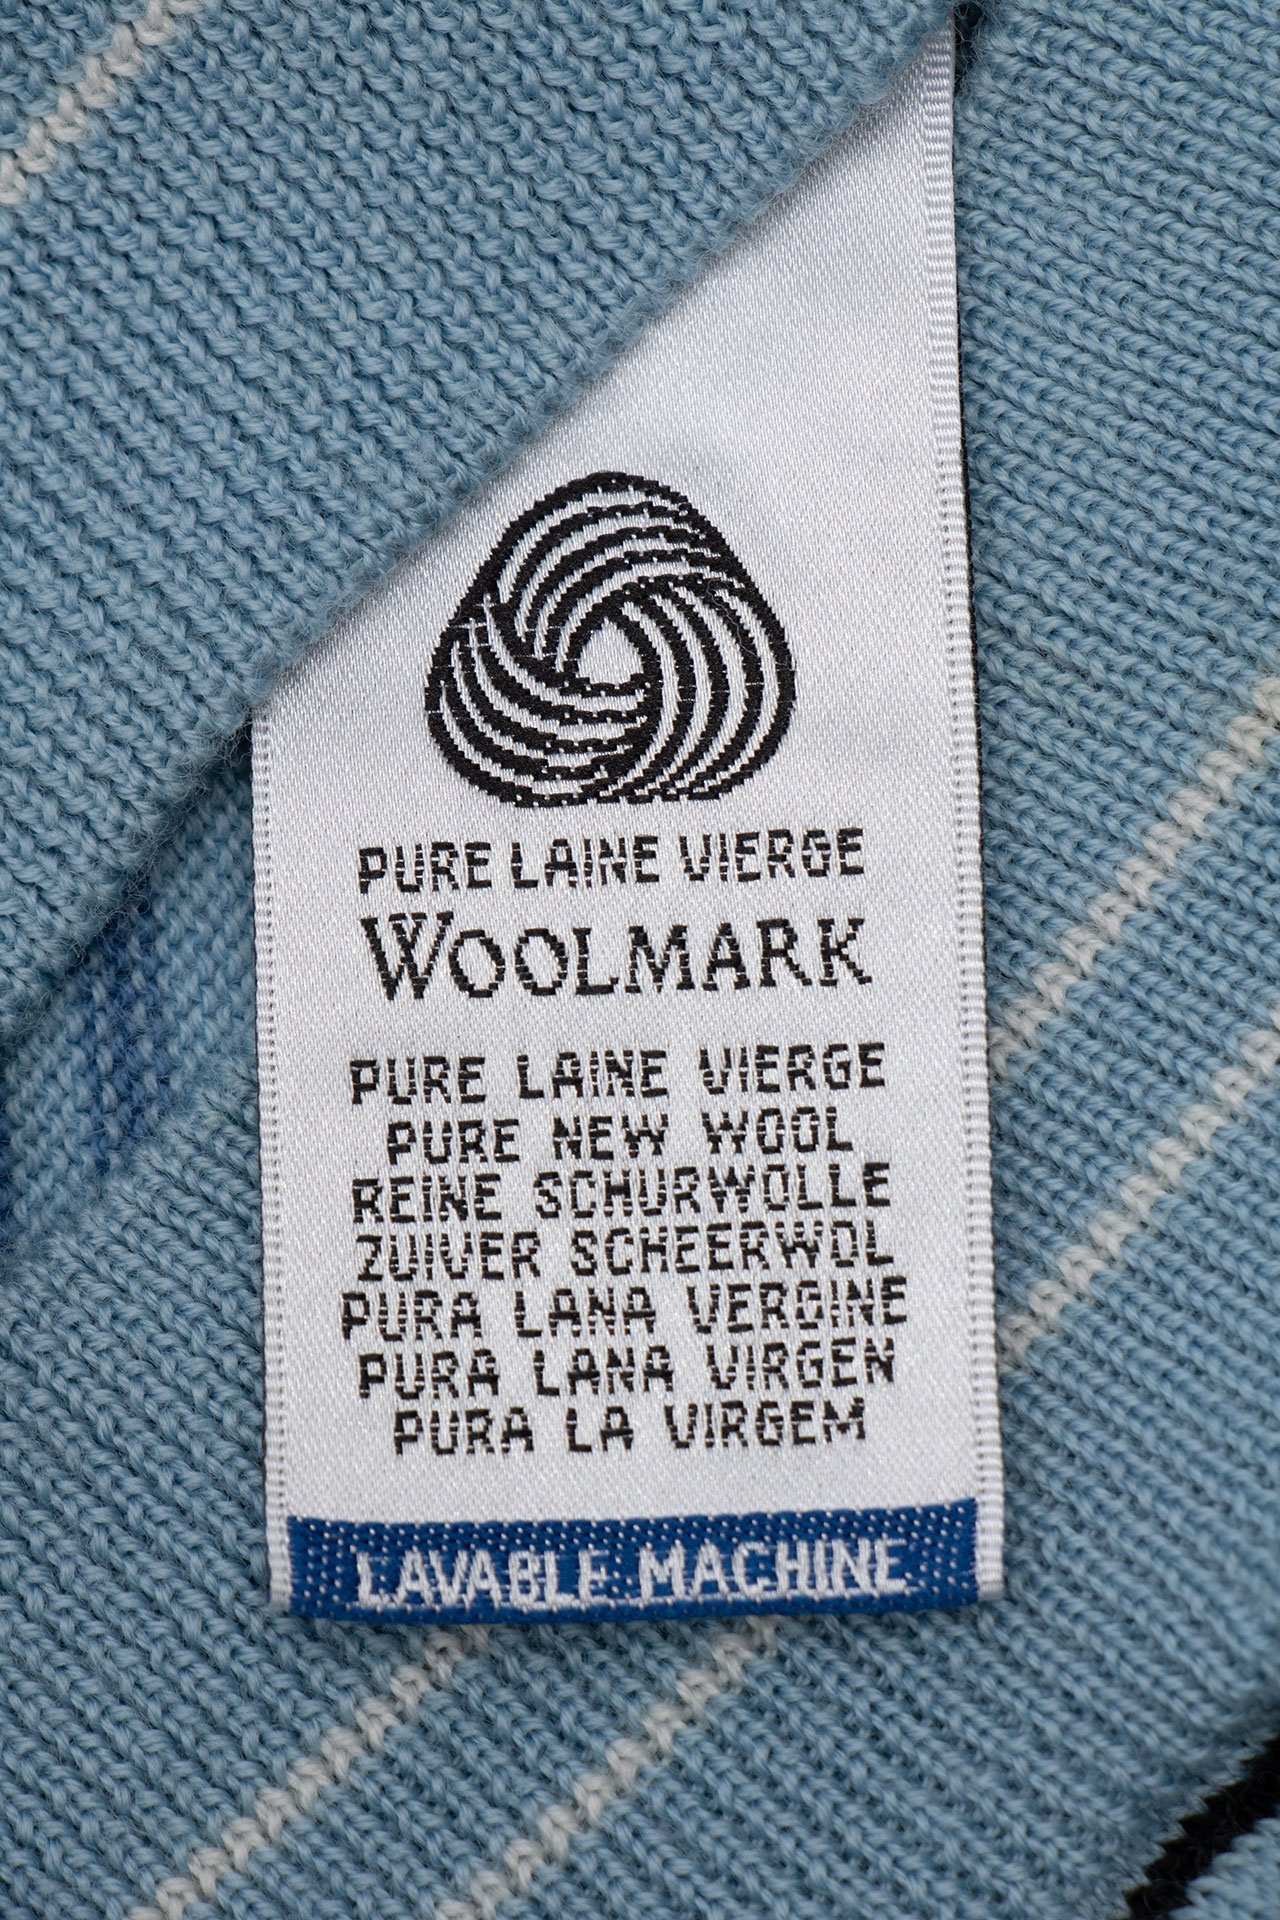 PURE LAINE VIERGE
WOOLMARK
PURE LAINE VIERGE
PURE NEW WOOL
REINE SCHURWOLLE
ZUIVER SCHEERWOL
PURA LANA VERGINE
PURA LANA VIRGEN
PURA LA VIRGEM
LAVABLE MACHINE